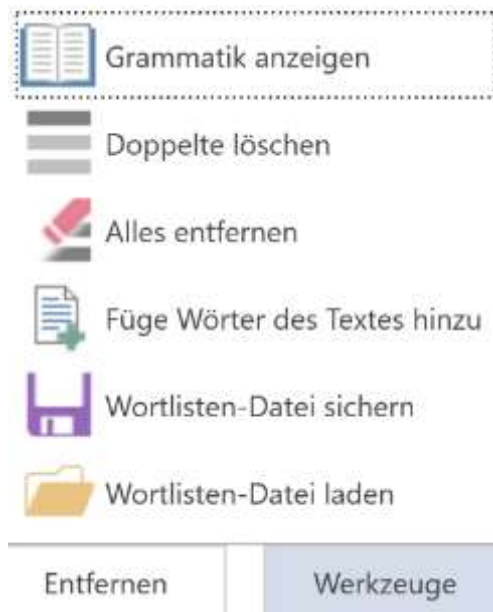 Grammatik anzeigen
Doppelte löschen
Alles entfernen
Füge Wörter des Textes hinzu
Wortlisten-Datei sichern
Wortlisten-Datei laden
Entfernen Werkzeuge